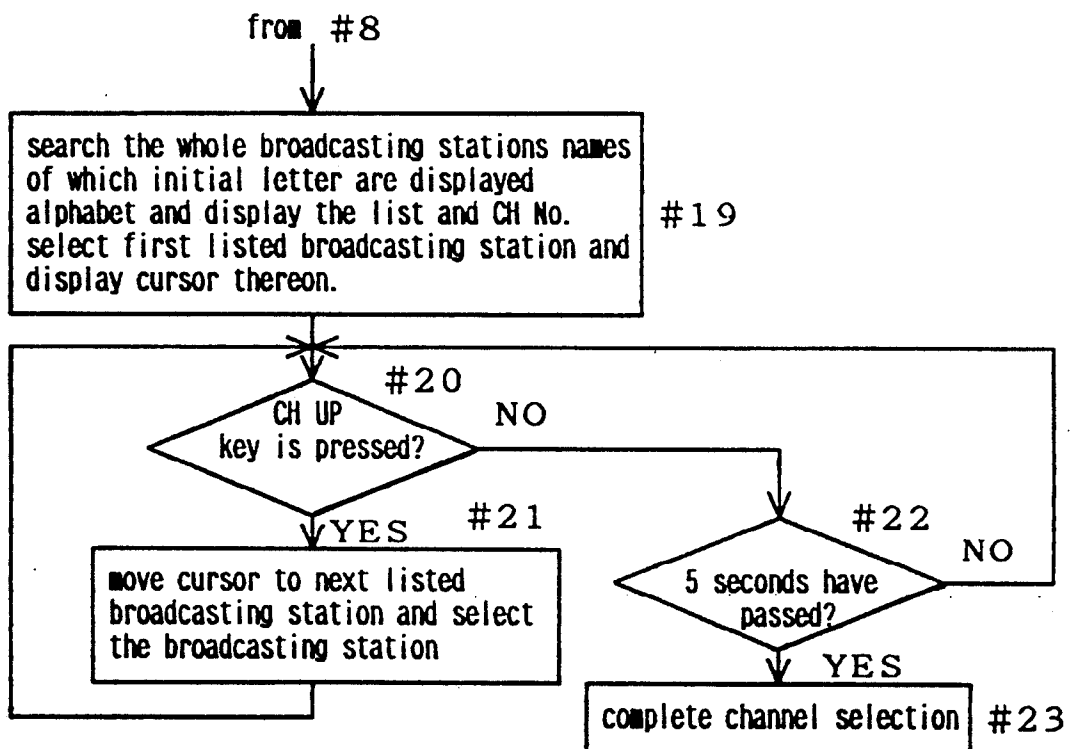 from #8
search the whole broadcasting stations names
of which initial letter are displayed
alphabet and display the list and CH No.
select first listed broadcasting station and
display cursor thereon.
#19
#20
CH UP
key is pressed?
NO
YES
#21
move cursor to next listed
broadcasting station and select
the broadcasting station
#22
5 seconds have
passed?
NO
YES
complete channel selection
#23